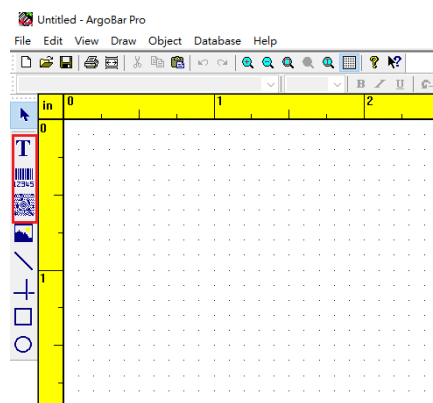 Untitled - ArgoBar Pro
File Edit View Draw Object Database Help
B I U
in 0 1 2
0
T
12345
1